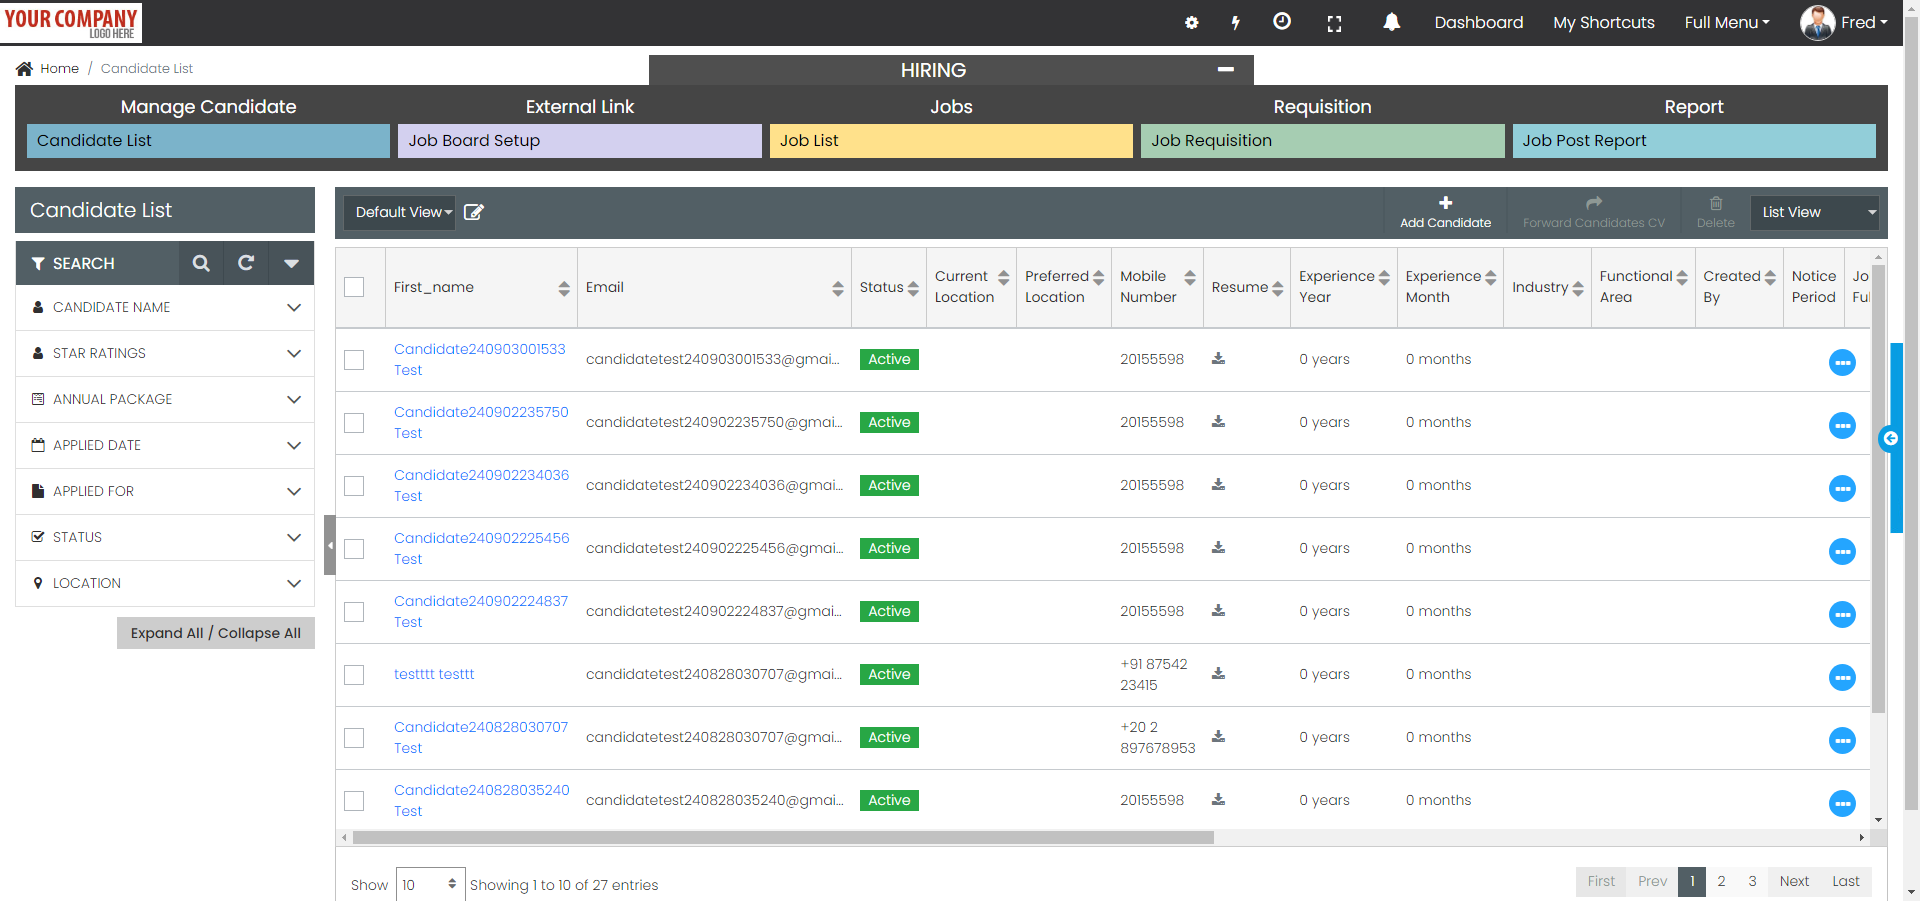 YOUR COMPANY
LOGO HERE
Dashboard
My Shortcuts
Full Menu
Fred
Home / Candidate List
HIRING
Manage Candidate
External Link
Jobs
Requisition
Report
Candidate List
Job Board Setup
Job List
Job Requisition
Job Post Report
Candidate List
SEARCH
CANDIDATE NAME
STAR RATINGS
ANNUAL PACKAGE
APPLIED DATE
APPLIED FOR
STATUS
LOCATION
Expand All / Collapse All
Default View
Add Candidate
Forward Candidates CV
Delete
List View
First_name
Email
Status
Current
Location
Preferred
Location
Mobile
Number
Resume
Experience
Year
Experience
Month
Industry
Functional
Area
Created
By
Notice
Period
Jo
Candidate240903001533
Test
candidatetest240903001533@gmai...
Active
20155598
0 years
0 months
Candidate240902235750
Test
candidatetest240902235750@gmai...
Active
20155598
0 years
0 months
Candidate240902234036
Test
candidatetest240902234036@gmai...
Active
20155598
0 years
0 months
Candidate240902225456
Test
candidatetest240902225456@gmai...
Active
20155598
0 years
0 months
Candidate240902224837
Test
candidatetest240902224837@gmai...
Active
20155598
0 years
0 months
testttt testtt
candidatetest240828030707@gmai...
Active
+91 87542
23415
0 years
0 months
Candidate240828030707
Test
candidatetest240828030707@gmai...
Active
+20 2
897678953
0 years
0 months
Candidate240828035240
Test
candidatetest240828035240@gmai...
Active
20155598
0 years
0 months
Show 10 Showing 1 to 10 of 27 entries
First Prev 1 2 3 Next Last